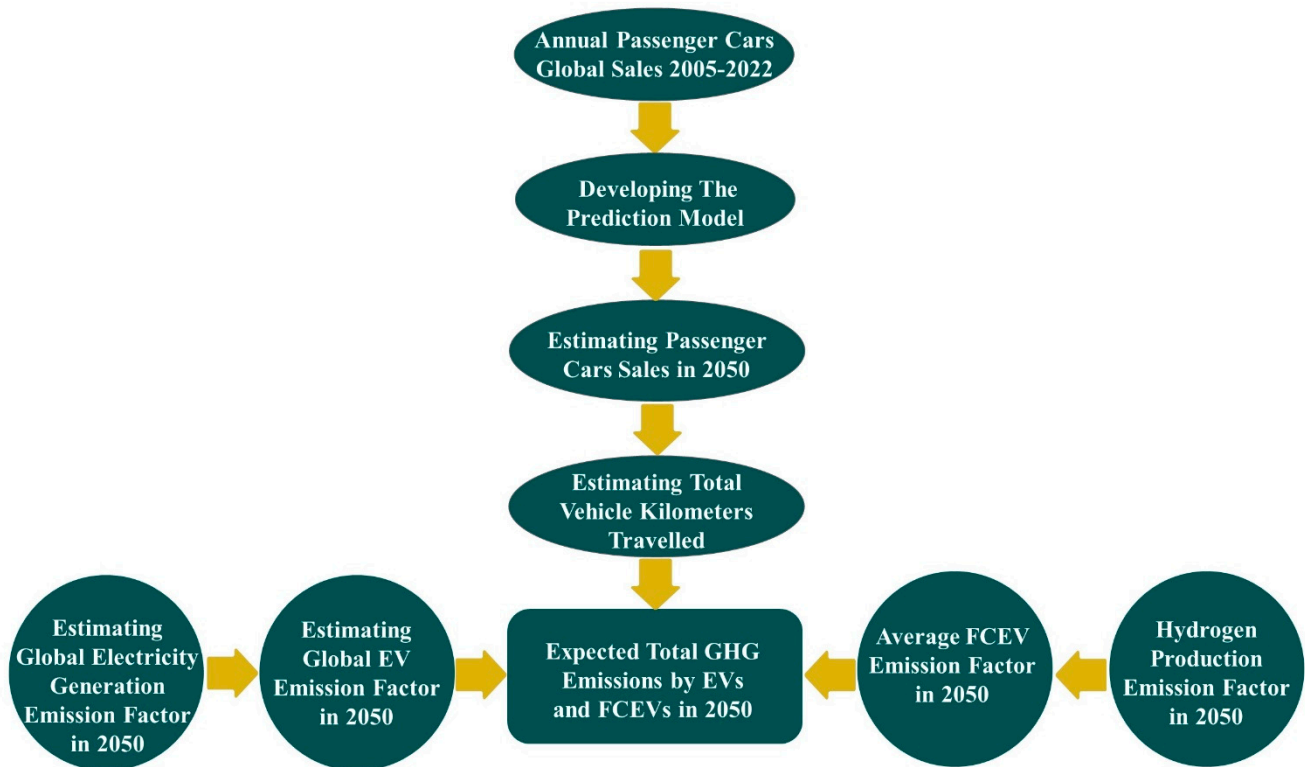 Annual Passenger Cars
Global Sales 2005-2022
Developing The
Prediction Model
Estimating Passenger
Cars Sales in 2050
Estimating Total
Vehicle Kilometers
Travelled
Estimating
Global Electricity
Generation
Emission Factor
in 2050
Estimating
Global EV
Emission Factor
in 2050
Expected Total GHG
Emissions by EVs
and FCEVs in 2050
Average FCEV
Emission Factor
in 2050
Hydrogen
Production
Emission Factor
in 2050